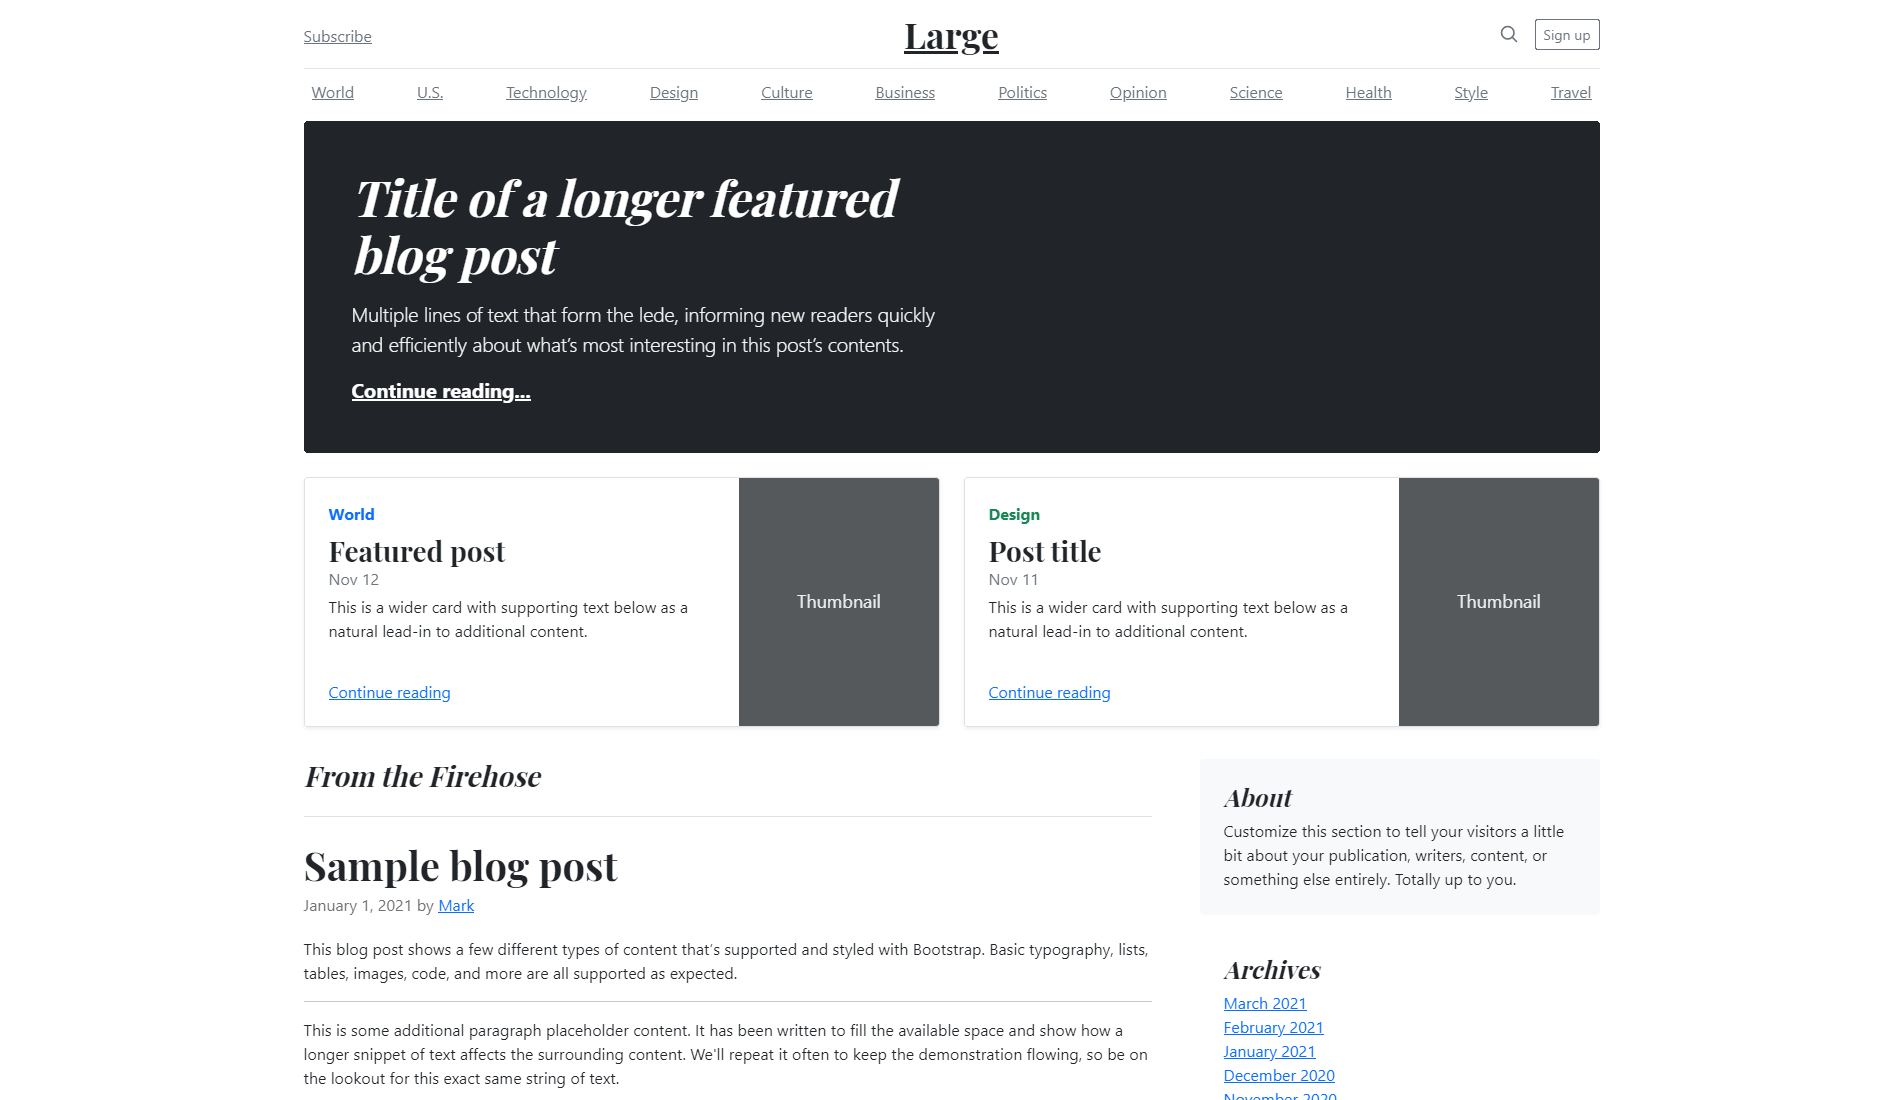 Subscribe
Large
Sign up
World U.S. Technology Design Culture Business Politics Opinion Science Health Style Travel
Title of a longer featured
blog post
Multiple lines of text that form the lede, informing new readers quickly
and efficiently about what’s most interesting in this post’s contents.
Continue reading...
World
Featured post
Nov 12
This is a wider card with supporting text below as a
natural lead-in to additional content.
Continue reading
Thumbnail
Design
Post title
Nov 11
This is a wider card with supporting text below as a
natural lead-in to additional content.
Continue reading
Thumbnail
From the Firehose
Sample blog post
January 1, 2021 by Mark
This blog post shows a few different types of content that’s supported and styled with Bootstrap. Basic typography, lists,
tables, images, code, and more are all supported as expected.
This is some additional paragraph placeholder content. It has been written to fill the available space and show how a
longer snippet of text affects the surrounding content. We'll repeat it often to keep the demonstration flowing, so be on
the lookout for this exact same string of text.
About
Customize this section to tell your visitors a little
bit about your publication, writers, content, or
something else entirely. Totally up to you.
Archives
March 2021
February 2021
January 2021
December 2020
November 2020